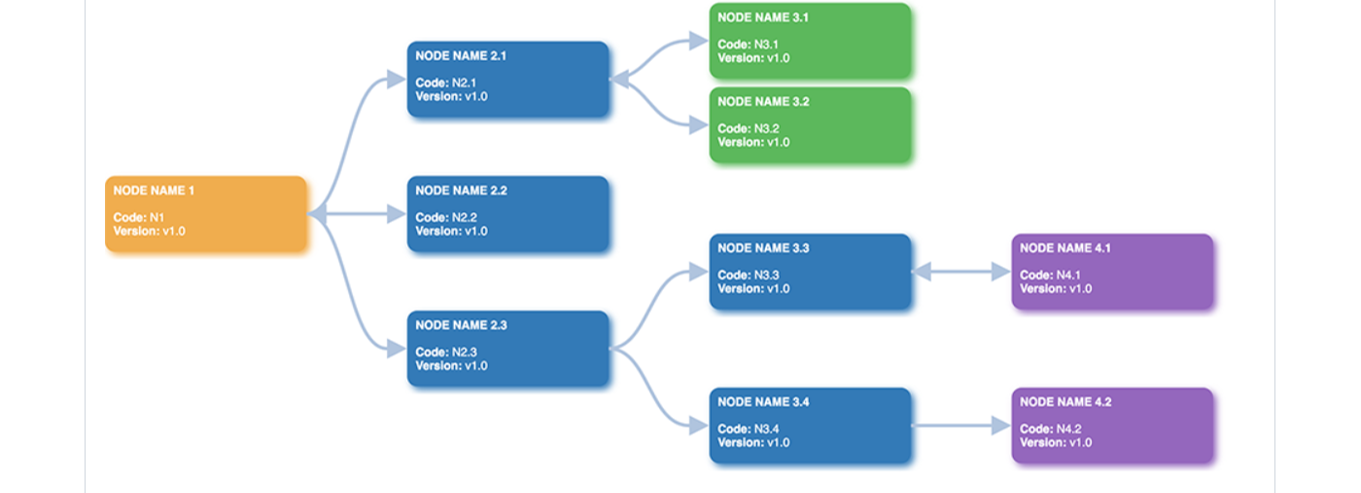 NODE NAME 1
Code: N1
Version: v1.0
NODE NAME 2.1
Code: N2.1
Version: v1.0
NODE NAME 2.2
Code: N2.2
Version: v1.0
NODE NAME 2.3
Code: N2.3
Version: v1.0
NODE NAME 3.1
Code: N3.1
Version: v1.0
NODE NAME 3.2
Code: N3.2
Version: v1.0
NODE NAME 3.3
Code: N3.3
Version: v1.0
NODE NAME 3.4
Code: N3.4
Version: v1.0
NODE NAME 4.1
Code: N4.1
Version: v1.0
NODE NAME 4.2
Code: N4.2
Version: v1.0